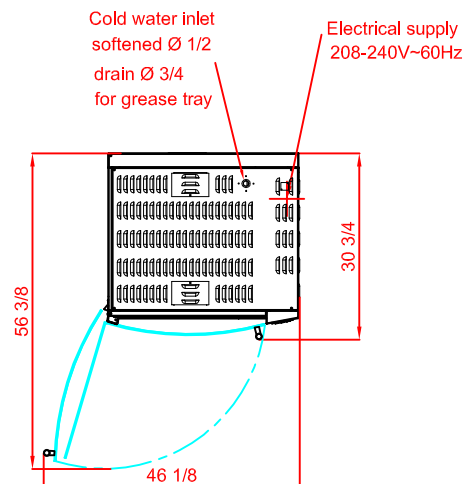 Cold water inlet
softened Ø 1/2
drain Ø 3/4
for grease tray
Electrical supply
208-240V~60Hz
30 3/4
56 3/8
46 1/8